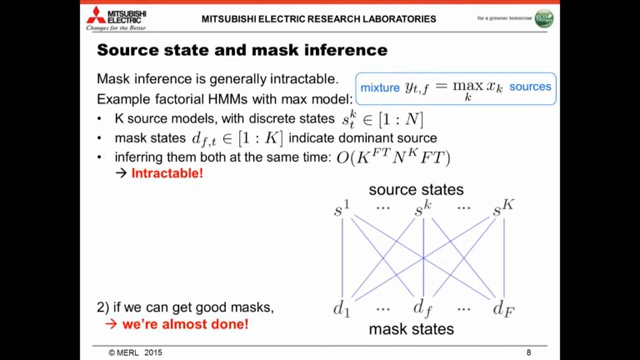 MITSUBISHI ELECTRIC
Changes for the Better
MITSUBISHI ELECTRIC RESEARCH LABORATORIES
for a greener tomorrow
Source state and mask inference
Mask inference is generally intractable.
Example factorial HMMs with max model:
mixture y_{t,f} = max_k x_k sources
• K source models, with discrete states s_t^k ∈ [1 : N]
• mask states d_{f,t} ∈ [1 : K] indicate dominant source
• inferring them both at the same time: O(K^{FT} N^K FT)
→ Intractable!
source states
s^1 ... s^k ... s^K
d_1 ... d_f ... d_F
mask states
2) if we can get good masks,
→ we're almost done!
© MERL 2015
8